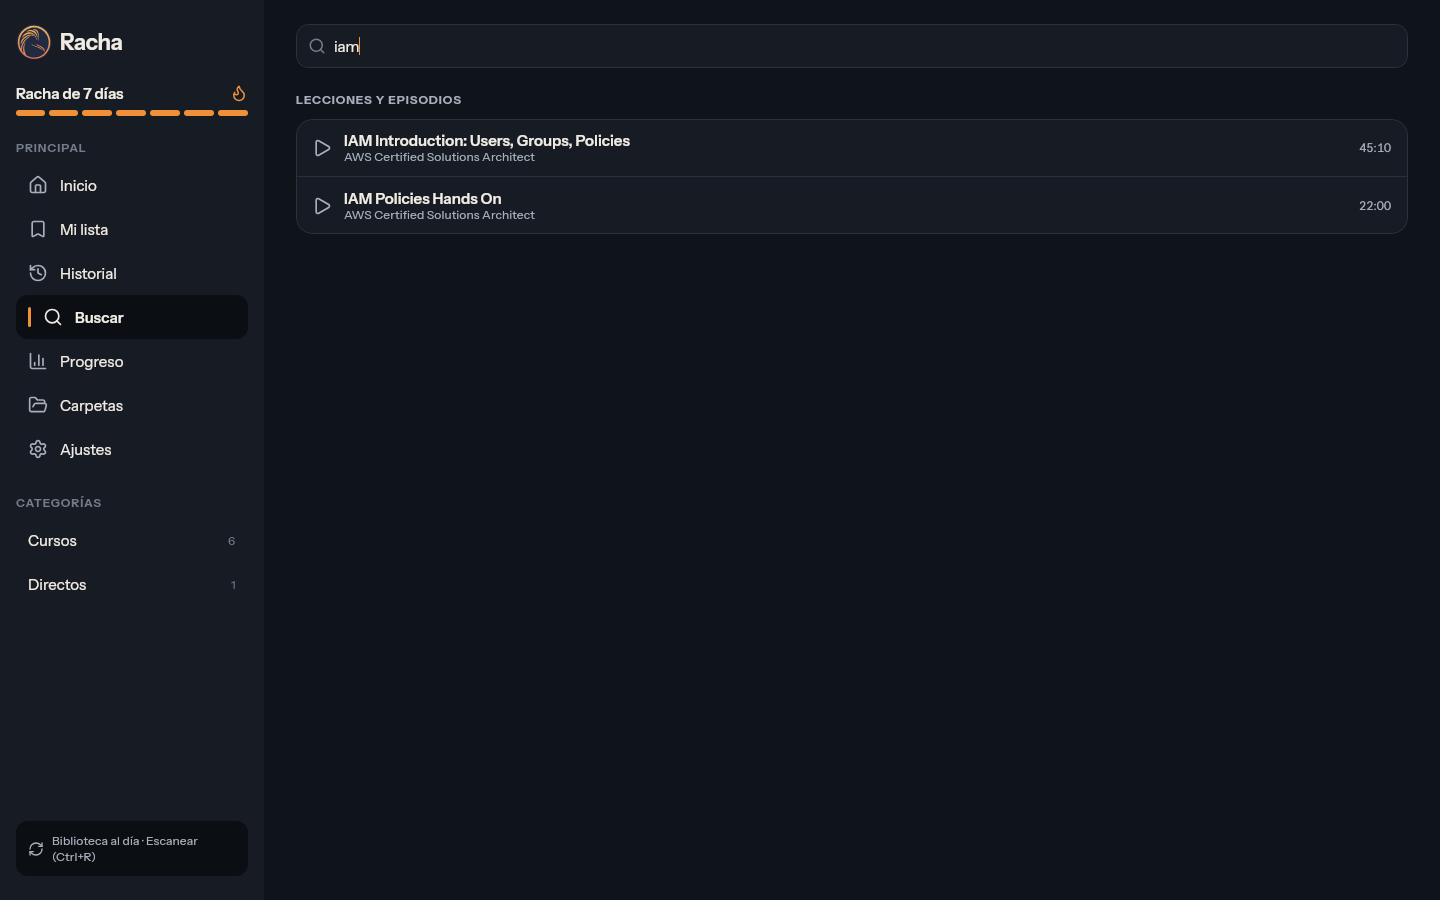 Racha
Racha de 7 días
PRINCIPAL
Inicio
Mi lista
Historial
Buscar
Progreso
Carpetas
Ajustes
CATEGORÍAS
Cursos 6
Directos 1
Biblioteca al día · Escanear
(Ctrl+R)
iam
LECCIONES Y EPISODIOS
IAM Introduction: Users, Groups, Policies
AWS Certified Solutions Architect
45:10
IAM Policies Hands On
AWS Certified Solutions Architect
22:00